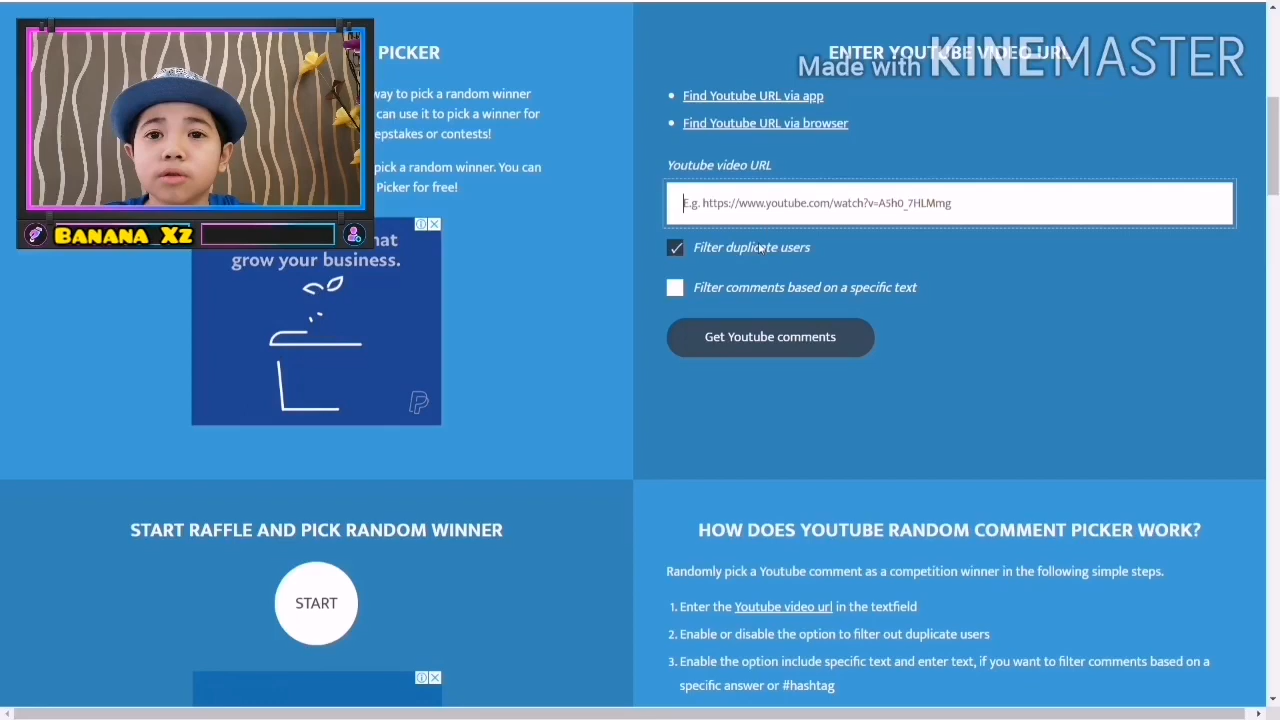 PICKER
way to pick a random winner
can use it to pick a winner for
epstakes or contests!
pick a random winner. You can
Picker for free!
Banana_Xz
hat
grow your business.
ENTER YOUTUBE VIDEO URL
Made with KINEMASTER
Find Youtube URL via app
Find Youtube URL via browser
Youtube video URL
E.g. https://www.youtube.com/watch?v=A5h0_7HLMmg
Filter duplicate users
Filter comments based on a specific text
Get Youtube comments
START RAFFLE AND PICK RANDOM WINNER
START
HOW DOES YOUTUBE RANDOM COMMENT PICKER WORK?
Randomly pick a Youtube comment as a competition winner in the following simple steps.
1. Enter the Youtube video url in the textfield
2. Enable or disable the option to filter out duplicate users
3. Enable the option include specific text and enter text, if you want to filter comments based on a
specific answer or #hashtag